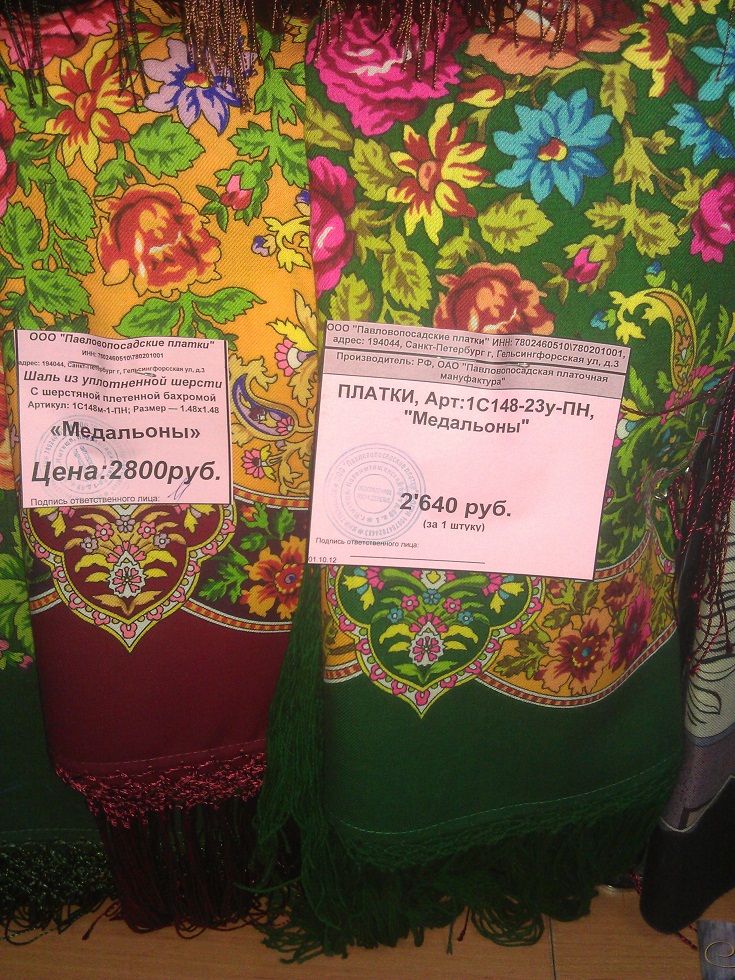 ООО "Павловопосадские платки"
ИНН: 7802460510\780201001
адрес: 194044, Санкт-Петербург г, Гельсингфорсская ул, д.3
Шаль из уплотненной шерсти
С шерстяной плетенной бахромой
Артикул: 1С148м-1-ПН; Размер — 1.48х1.48
«Медальоны»
Цена:2800руб.
Подпись ответственного лица:
ООО "Павловопосадские платки" ИНН: 7802460510\780201001,
адрес: 194044, Санкт-Петербург г, Гельсингфорсская ул, д.3
Производитель: РФ, ОАО "Павловопосадская платочная
мануфактура"
ПЛАТКИ, Арт:1С148-23у-ПН,
"Медальоны"
2'640 руб.
(за 1 штуку)
Подпись ответственного лица:
01.10.12